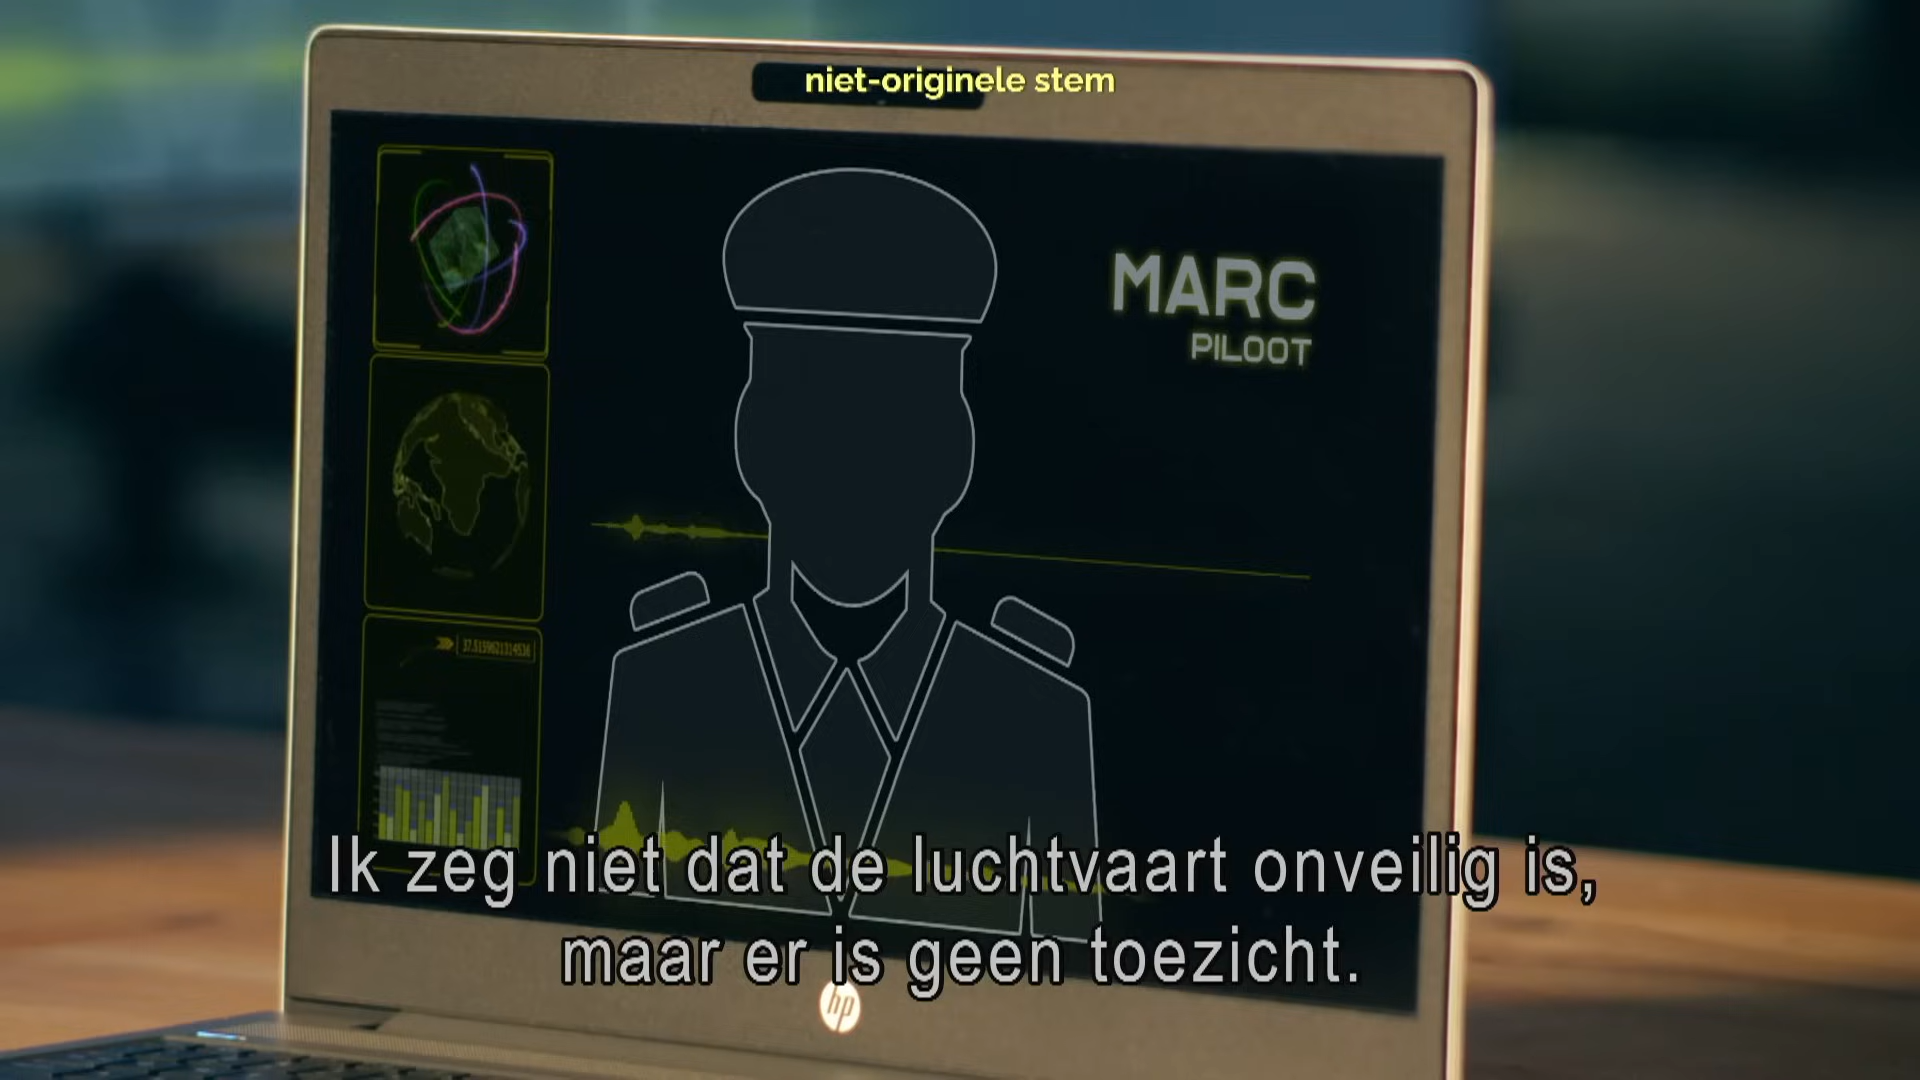 niet-originele stem
MARC
PILOOT
Ik zeg niet dat de luchtvaart onveilig is,
maar er is geen toezicht.
hp